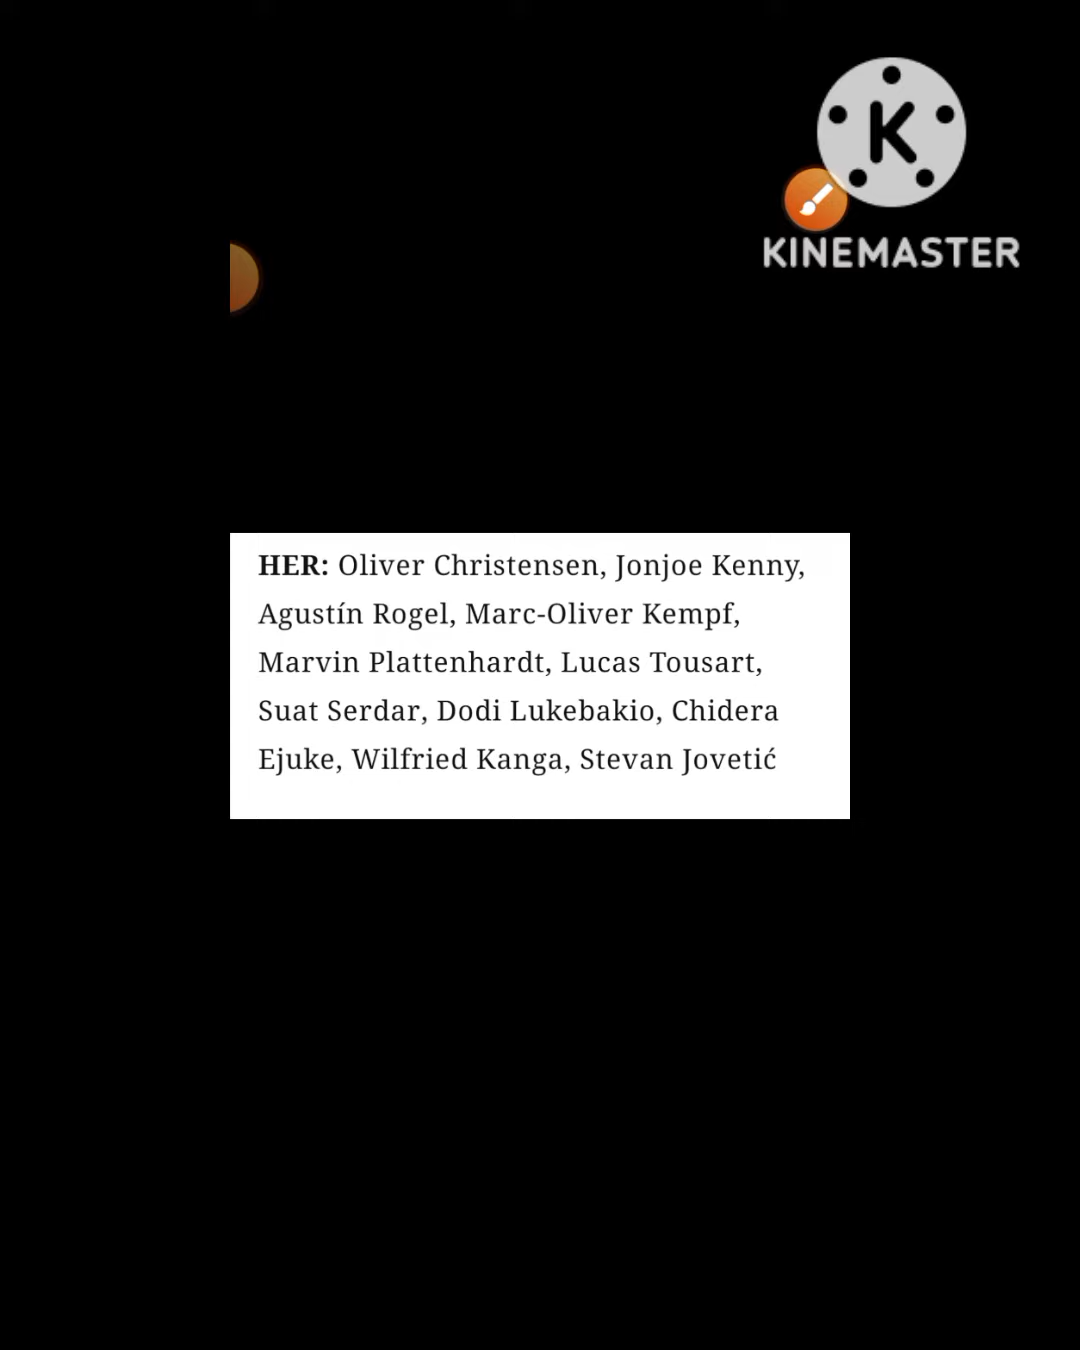 K
KINEMASTER
HER: Oliver Christensen, Jonjoe Kenny,
Agustín Rogel, Marc-Oliver Kempf,
Marvin Plattenhardt, Lucas Tousart,
Suat Serdar, Dodi Lukebakio, Chidera
Ejuke, Wilfried Kanga, Stevan Jovetić